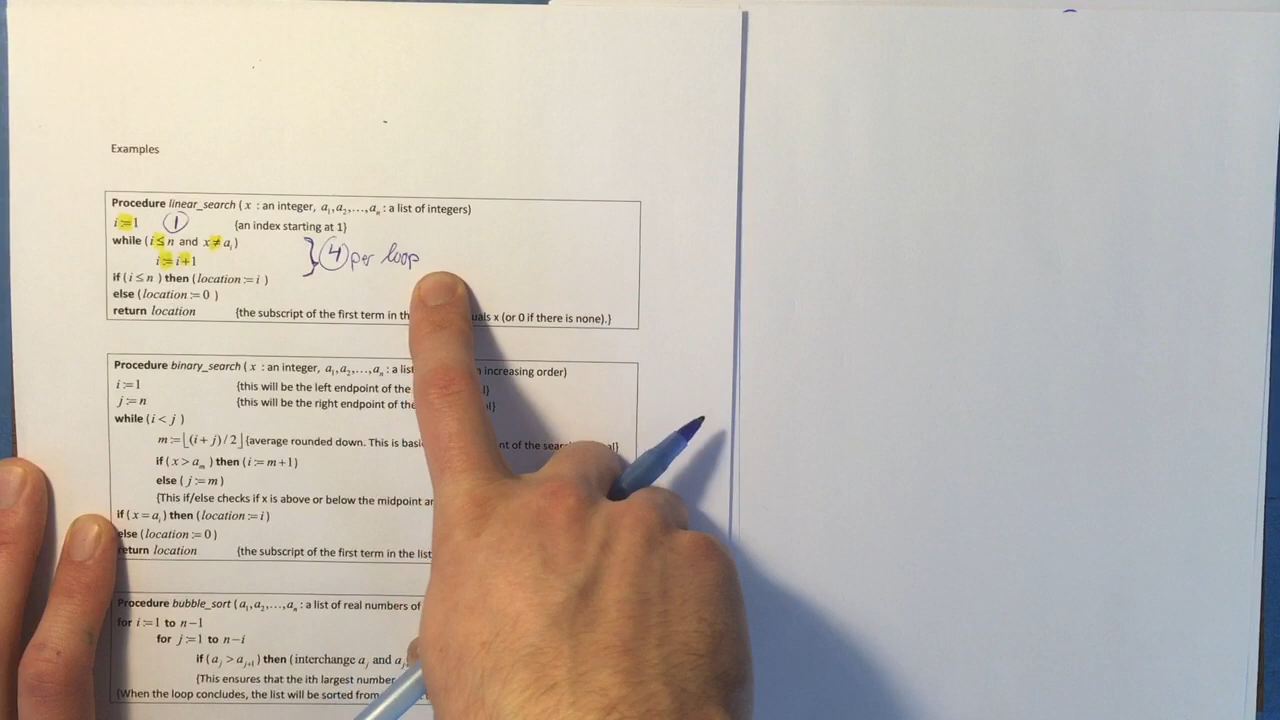 Examples
Procedure linear_search ( x : an integer, a₁,a₂,…,aₙ : a list of integers)
i:=1 ① {an index starting at 1}
while (i≤n and x≠aᵢ)
i:=i+1 } ④ per loop
if (i≤n) then (location:=i)
else (location:=0)
return location {the subscript of the first term in th uals x (or 0 if there is none).}
Procedure binary_search ( x : an integer, a₁,a₂,…,aₙ : a list increasing order)
i:=1 {this will be the left endpoint of the l}
j:=n {this will be the right endpoint of the al}
while (i<j)
m:=⌊(i+j)/2⌋ {average rounded down. This is basi nt of the sear al}
if (x>aₘ) then (i:=m+1)
else (j:=m)
{This if/else checks if x is above or below the midpoint an
if (x=aᵢ) then (location:=i)
else (location:=0)
return location {the subscript of the first term in the list
Procedure bubble_sort (a₁,a₂,…,aₙ : a list of real numbers of
for i:=1 to n−1
for j:=1 to n−i
if (aⱼ>aⱼ₊₁) then (interchange aⱼ and aⱼ
{This ensures that the ith largest number
{When the loop concludes, the list will be sorted from